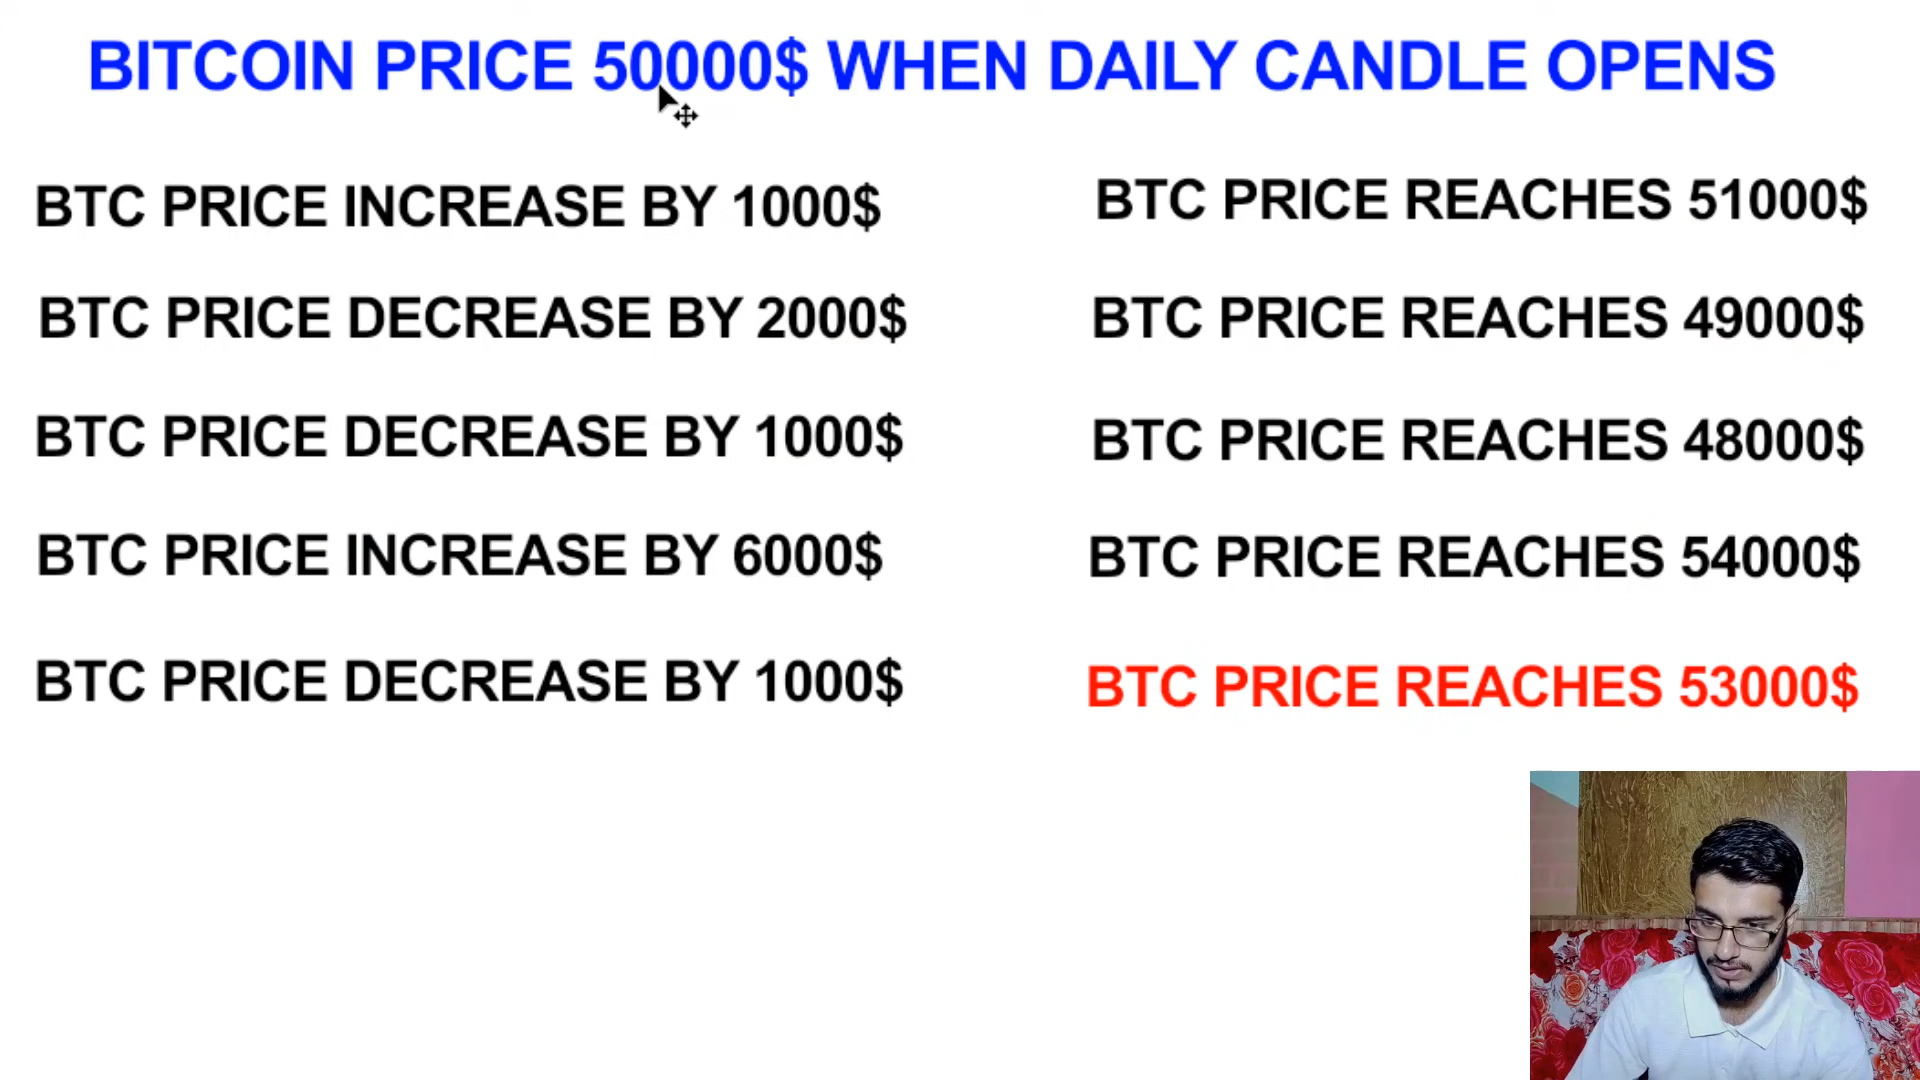 BITCOIN PRICE 50000$ WHEN DAILY CANDLE OPENS
BTC PRICE INCREASE BY 1000$
BTC PRICE REACHES 51000$
BTC PRICE DECREASE BY 2000$
BTC PRICE REACHES 49000$
BTC PRICE DECREASE BY 1000$
BTC PRICE REACHES 48000$
BTC PRICE INCREASE BY 6000$
BTC PRICE REACHES 54000$
BTC PRICE DECREASE BY 1000$
BTC PRICE REACHES 53000$